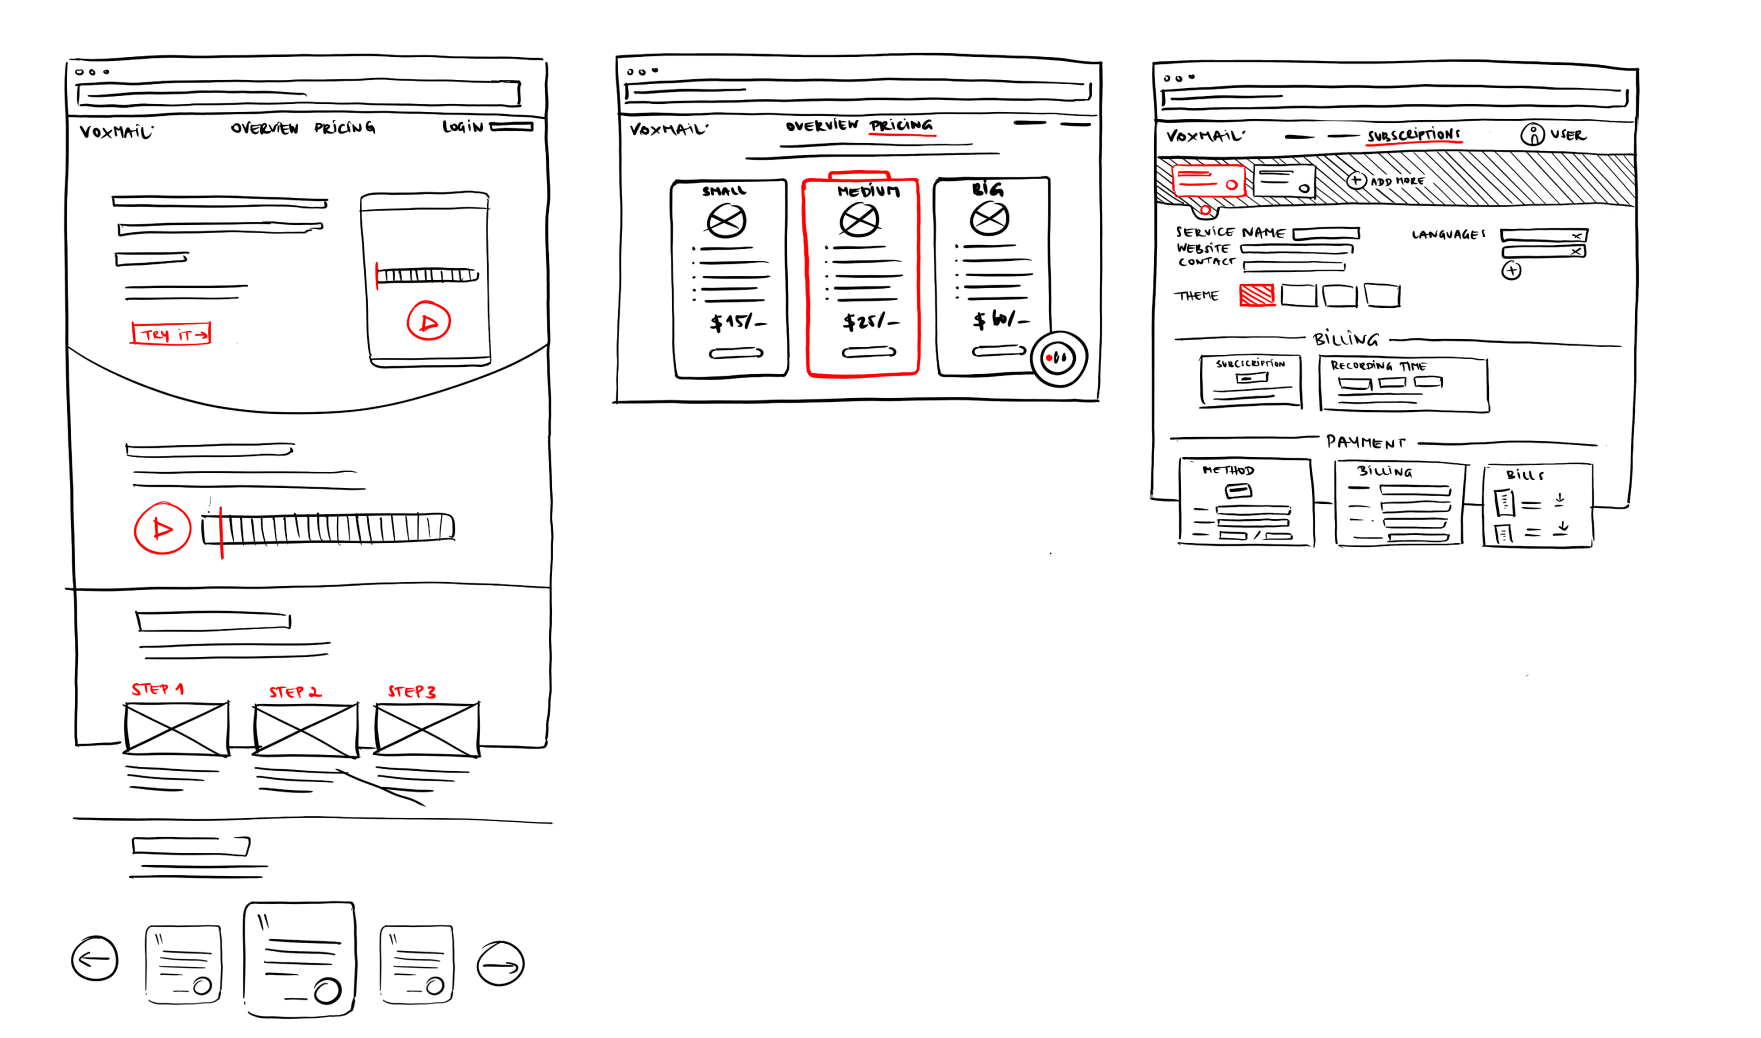 VOXMAIL
OVERVIEW PRICING
LOGIN
TRY IT →
STEP 1
STEP 2
STEP 3
VOXMAIL
OVERVIEW PRICING
SMALL
MEDIUM
BIG
$15/–
$25/–
$60/–
VOXMAIL
SUBSCRIPTIONS
USER
+ ADD MORE
SERVICE NAME
WEBSITE
CONTACT
LANGUAGES
THEME
BILLING
SUBCSCRIPTION
RECORDING TIME
PAYMENT
METHOD
BILLING
BILLS